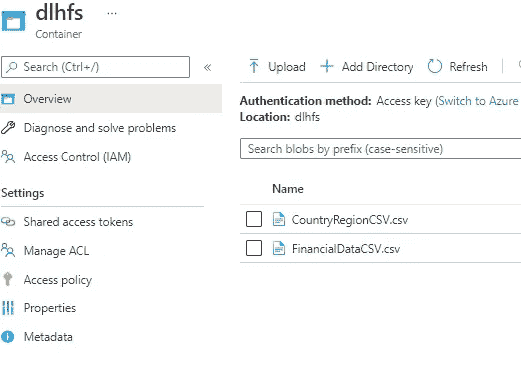 dlhfs ...
Container
Search (Ctrl+/) «
Overview
Diagnose and solve problems
Access Control (IAM)
Settings
Shared access tokens
Manage ACL
Access policy
Properties
Metadata
Upload + Add Directory Refresh
Authentication method: Access key (Switch to Azure
Location: dlhfs
Search blobs by prefix (case-sensitive)
Name
CountryRegionCSV.csv
FinancialDataCSV.csv